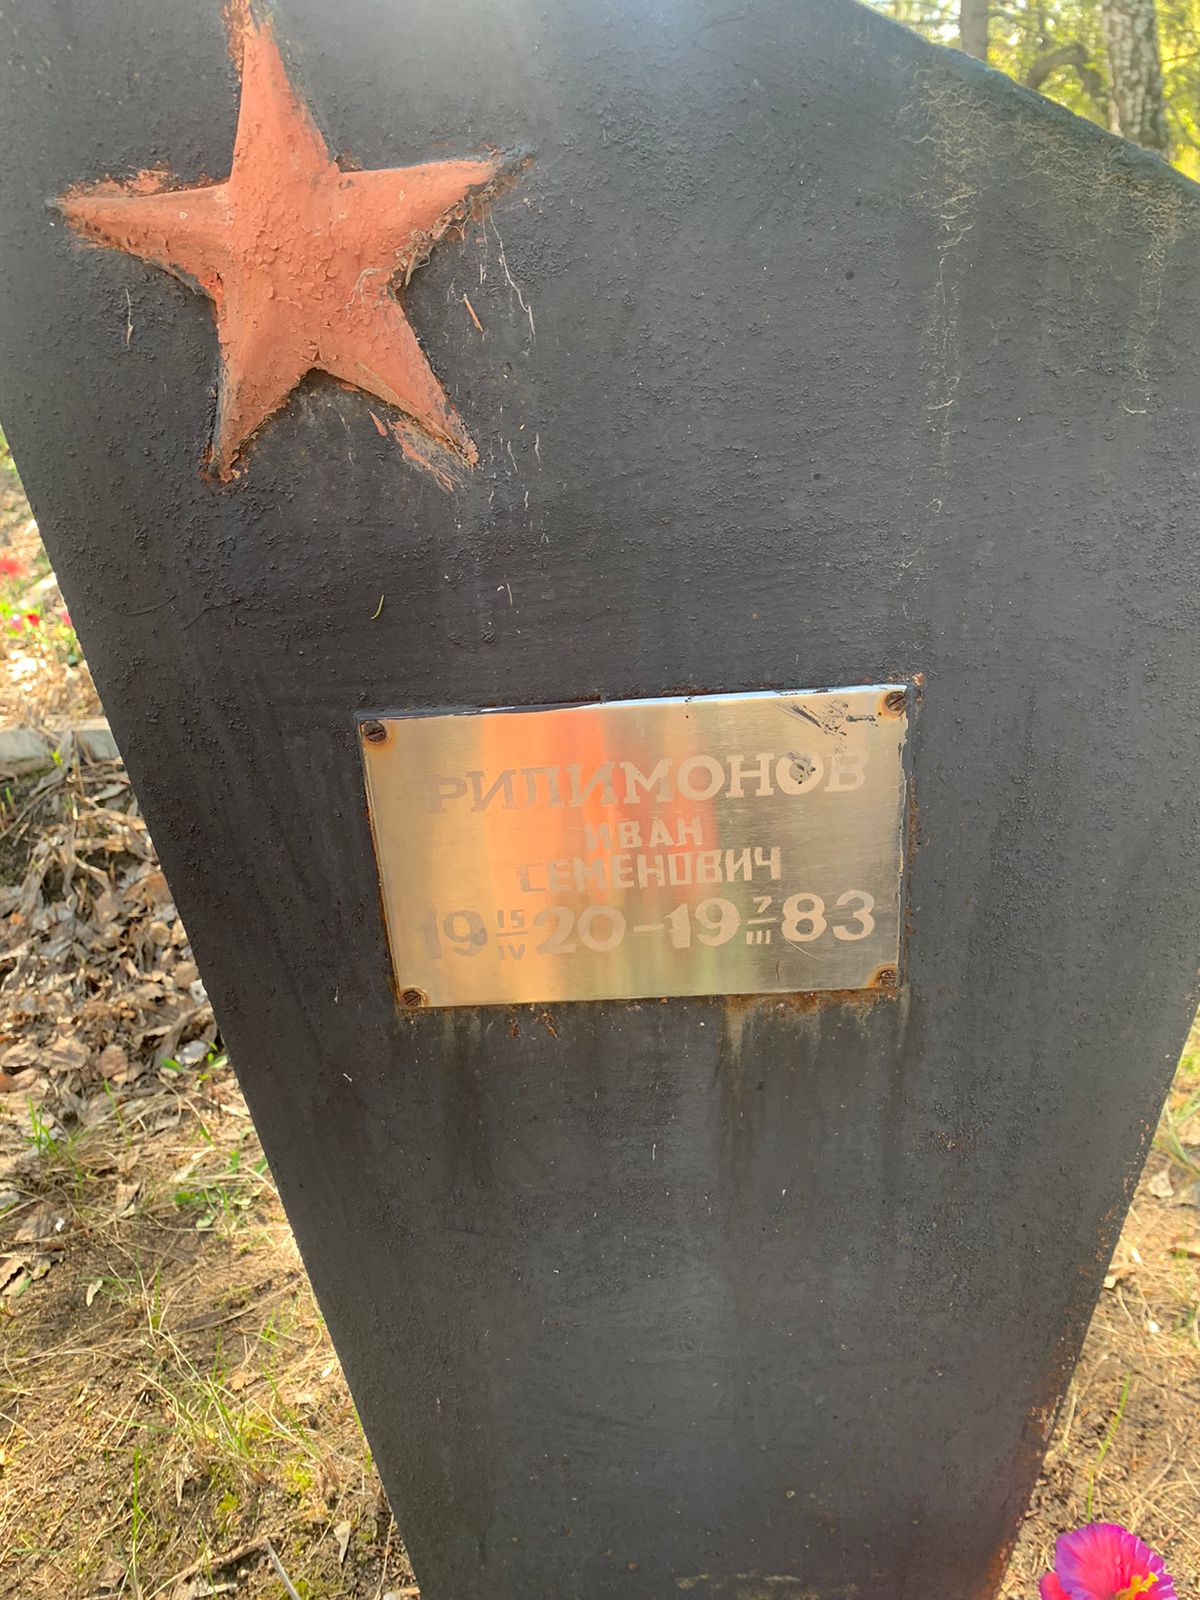 ФИЛИМОНОВ
ИВАН
СЕМЕНОВИЧ
19 15/IV 20 – 19 7/III 83